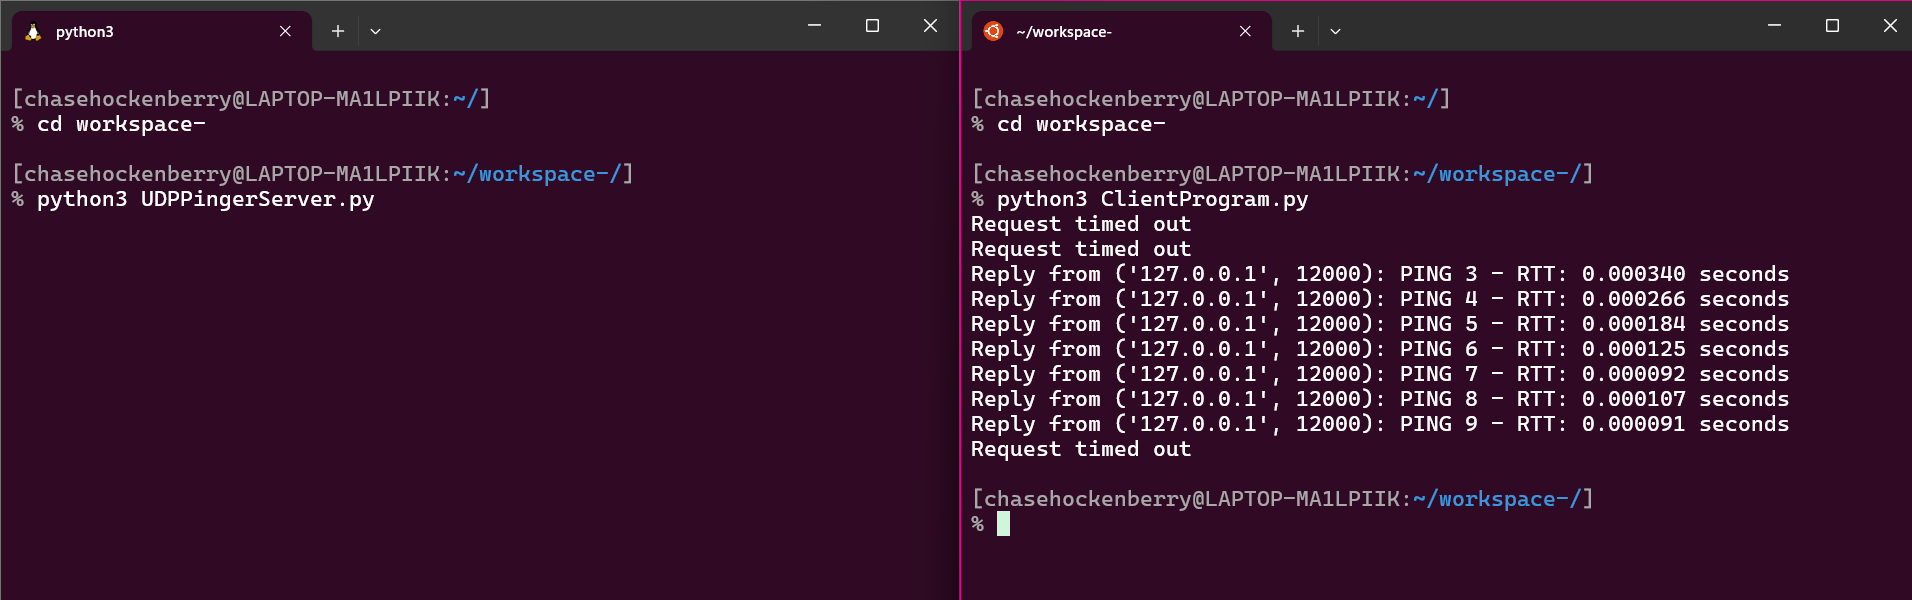 python3
[chasehockenberry@LAPTOP-MA1LPIIK:~/]
% cd workspace-
[chasehockenberry@LAPTOP-MA1LPIIK:~/workspace-/]
% python3 UDPPingerServer.py
~/workspace-
[chasehockenberry@LAPTOP-MA1LPIIK:~/]
% cd workspace-
[chasehockenberry@LAPTOP-MA1LPIIK:~/workspace-/]
% python3 ClientProgram.py
Request timed out
Request timed out
Reply from ('127.0.0.1', 12000): PING 3 - RTT: 0.000340 seconds
Reply from ('127.0.0.1', 12000): PING 4 - RTT: 0.000266 seconds
Reply from ('127.0.0.1', 12000): PING 5 - RTT: 0.000184 seconds
Reply from ('127.0.0.1', 12000): PING 6 - RTT: 0.000125 seconds
Reply from ('127.0.0.1', 12000): PING 7 - RTT: 0.000092 seconds
Reply from ('127.0.0.1', 12000): PING 8 - RTT: 0.000107 seconds
Reply from ('127.0.0.1', 12000): PING 9 - RTT: 0.000091 seconds
Request timed out
[chasehockenberry@LAPTOP-MA1LPIIK:~/workspace-/]
%